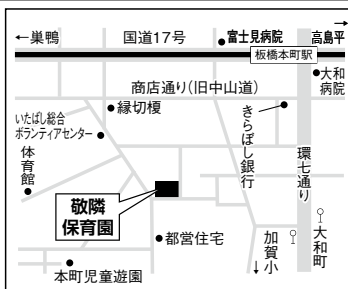 ←巣鴨
国道17号
富士見病院
高島平→
板橋本町駅
大和
病院
商店通り(旧中山道)
縁切榎
いたばし総合
ボランティアセンター
きらぼし銀行
環七通り
体育館
敬隣
保育園
都営住宅
加賀小
↓
大和町
本町児童遊園